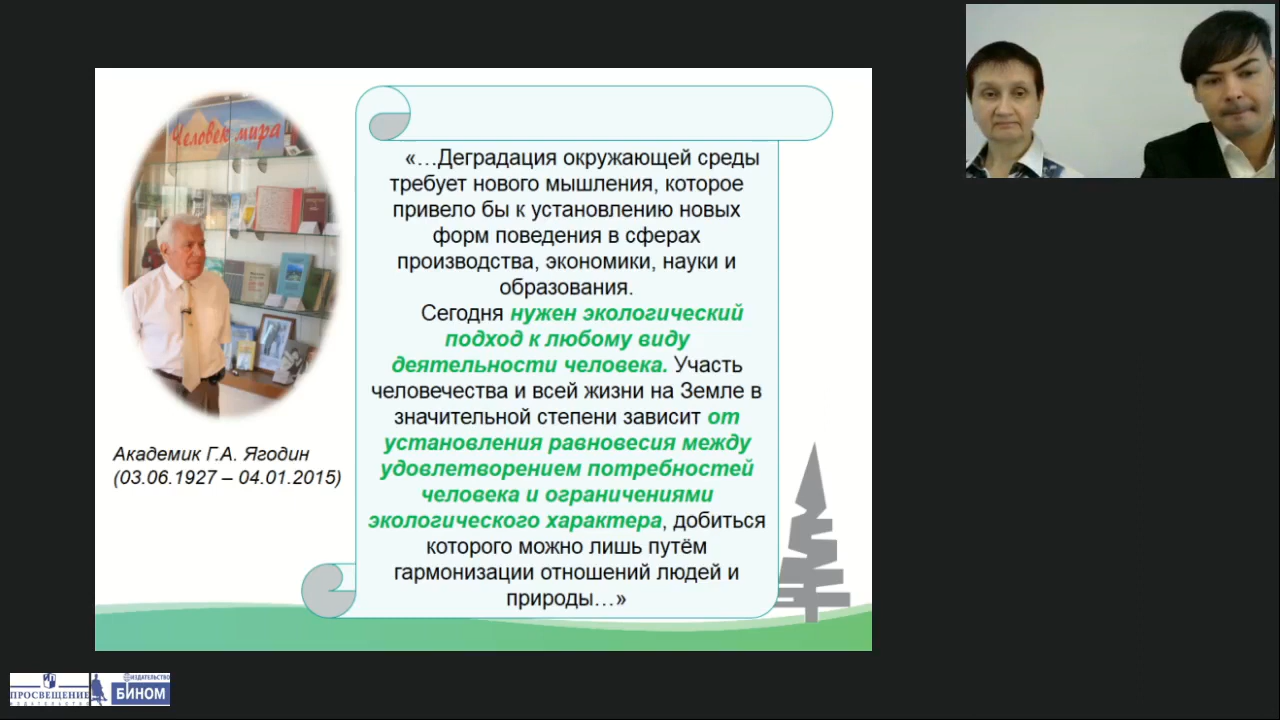 Человек мира
«…Деградация окружающей среды
требует нового мышления, которое
привело бы к установлению новых
форм поведения в сферах
производства, экономики, науки и
образования.
Сегодня нужен экологический
подход к любому виду
деятельности человека. Участь
человечества и всей жизни на Земле в
значительной степени зависит от
установления равновесия между
удовлетворением потребностей
человека и ограничениями
экологического характера, добиться
которого можно лишь путём
гармонизации отношений людей и
природы…»
Академик Г.А. Ягодин
(03.06.1927 – 04.01.2015)
ПРОСВЕЩЕНИЕ
ИЗДАТЕЛЬСТВО
ИЗДАТЕЛЬСТВО
БИНОМ